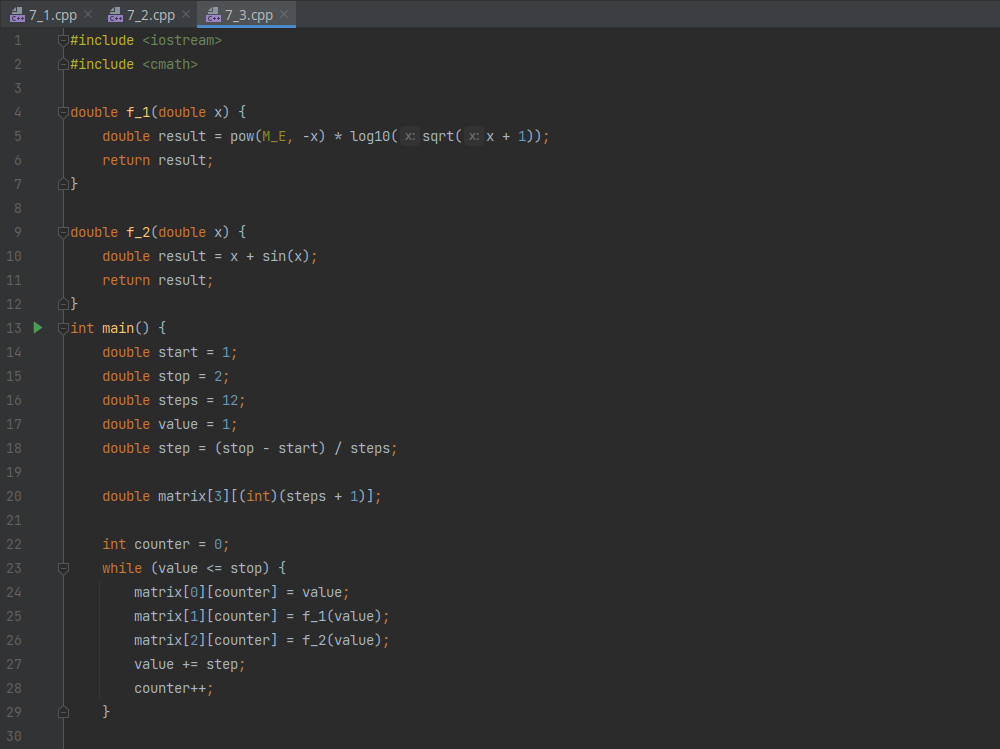 7_1.cpp 7_2.cpp 7_3.cpp
1 #include <iostream>
2 #include <cmath>
3
4 double f_1(double x) {
5     double result = pow(M_E, -x) * log10( x: sqrt( x: x + 1));
6     return result;
7 }
8
9 double f_2(double x) {
10     double result = x + sin(x);
11     return result;
12 }
13 int main() {
14     double start = 1;
15     double stop = 2;
16     double steps = 12;
17     double value = 1;
18     double step = (stop - start) / steps;
19
20     double matrix[3][(int)(steps + 1)];
21
22     int counter = 0;
23     while (value <= stop) {
24         matrix[0][counter] = value;
25         matrix[1][counter] = f_1(value);
26         matrix[2][counter] = f_2(value);
27         value += step;
28         counter++;
29     }
30